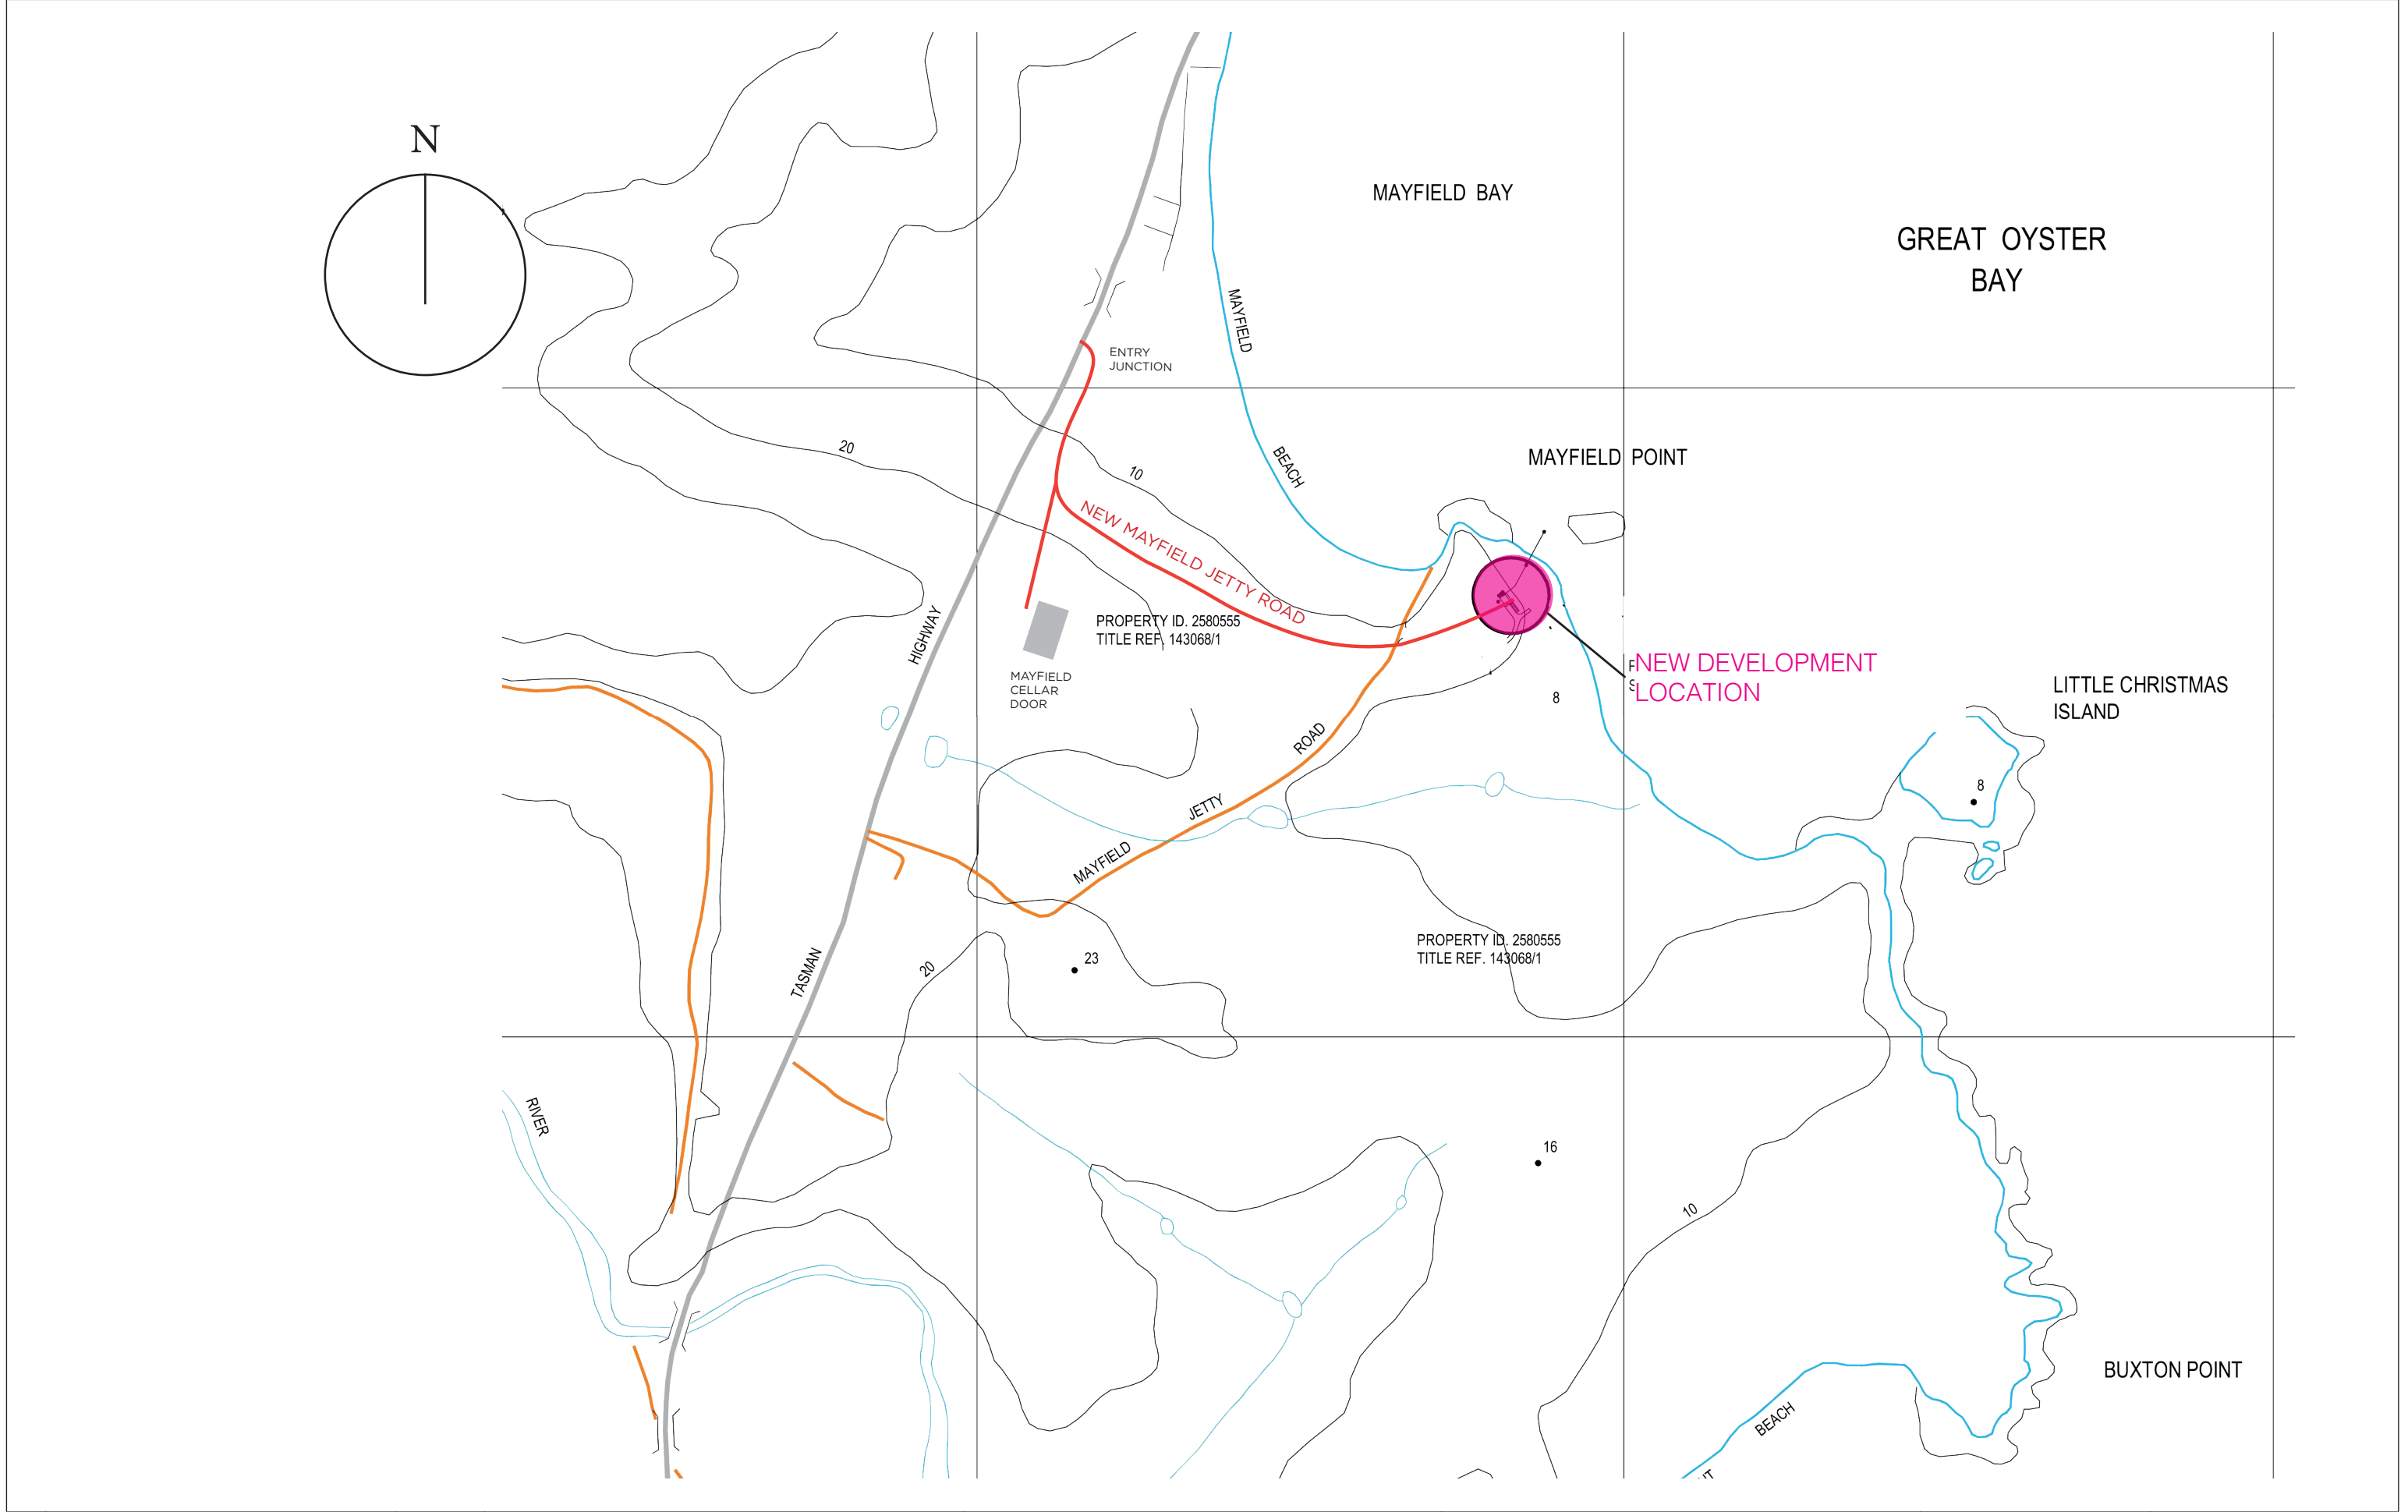 N
MAYFIELD BAY
GREAT OYSTER
BAY
MAYFIELD
ENTRY
JUNCTION
20
10
BEACH
MAYFIELD POINT
NEW MAYFIELD JETTY ROAD
PROPERTY ID. 2580555
TITLE REF. 143068/1
HIGHWAY
MAYFIELD
CELLAR
DOOR
NEW DEVELOPMENT
LOCATION
8
LITTLE CHRISTMAS
ISLAND
ROAD
8
JETTY
MAYFIELD
PROPERTY ID. 2580555
TITLE REF. 143068/1
TASMAN
20
23
RIVER
16
10
BUXTON POINT
BEACH